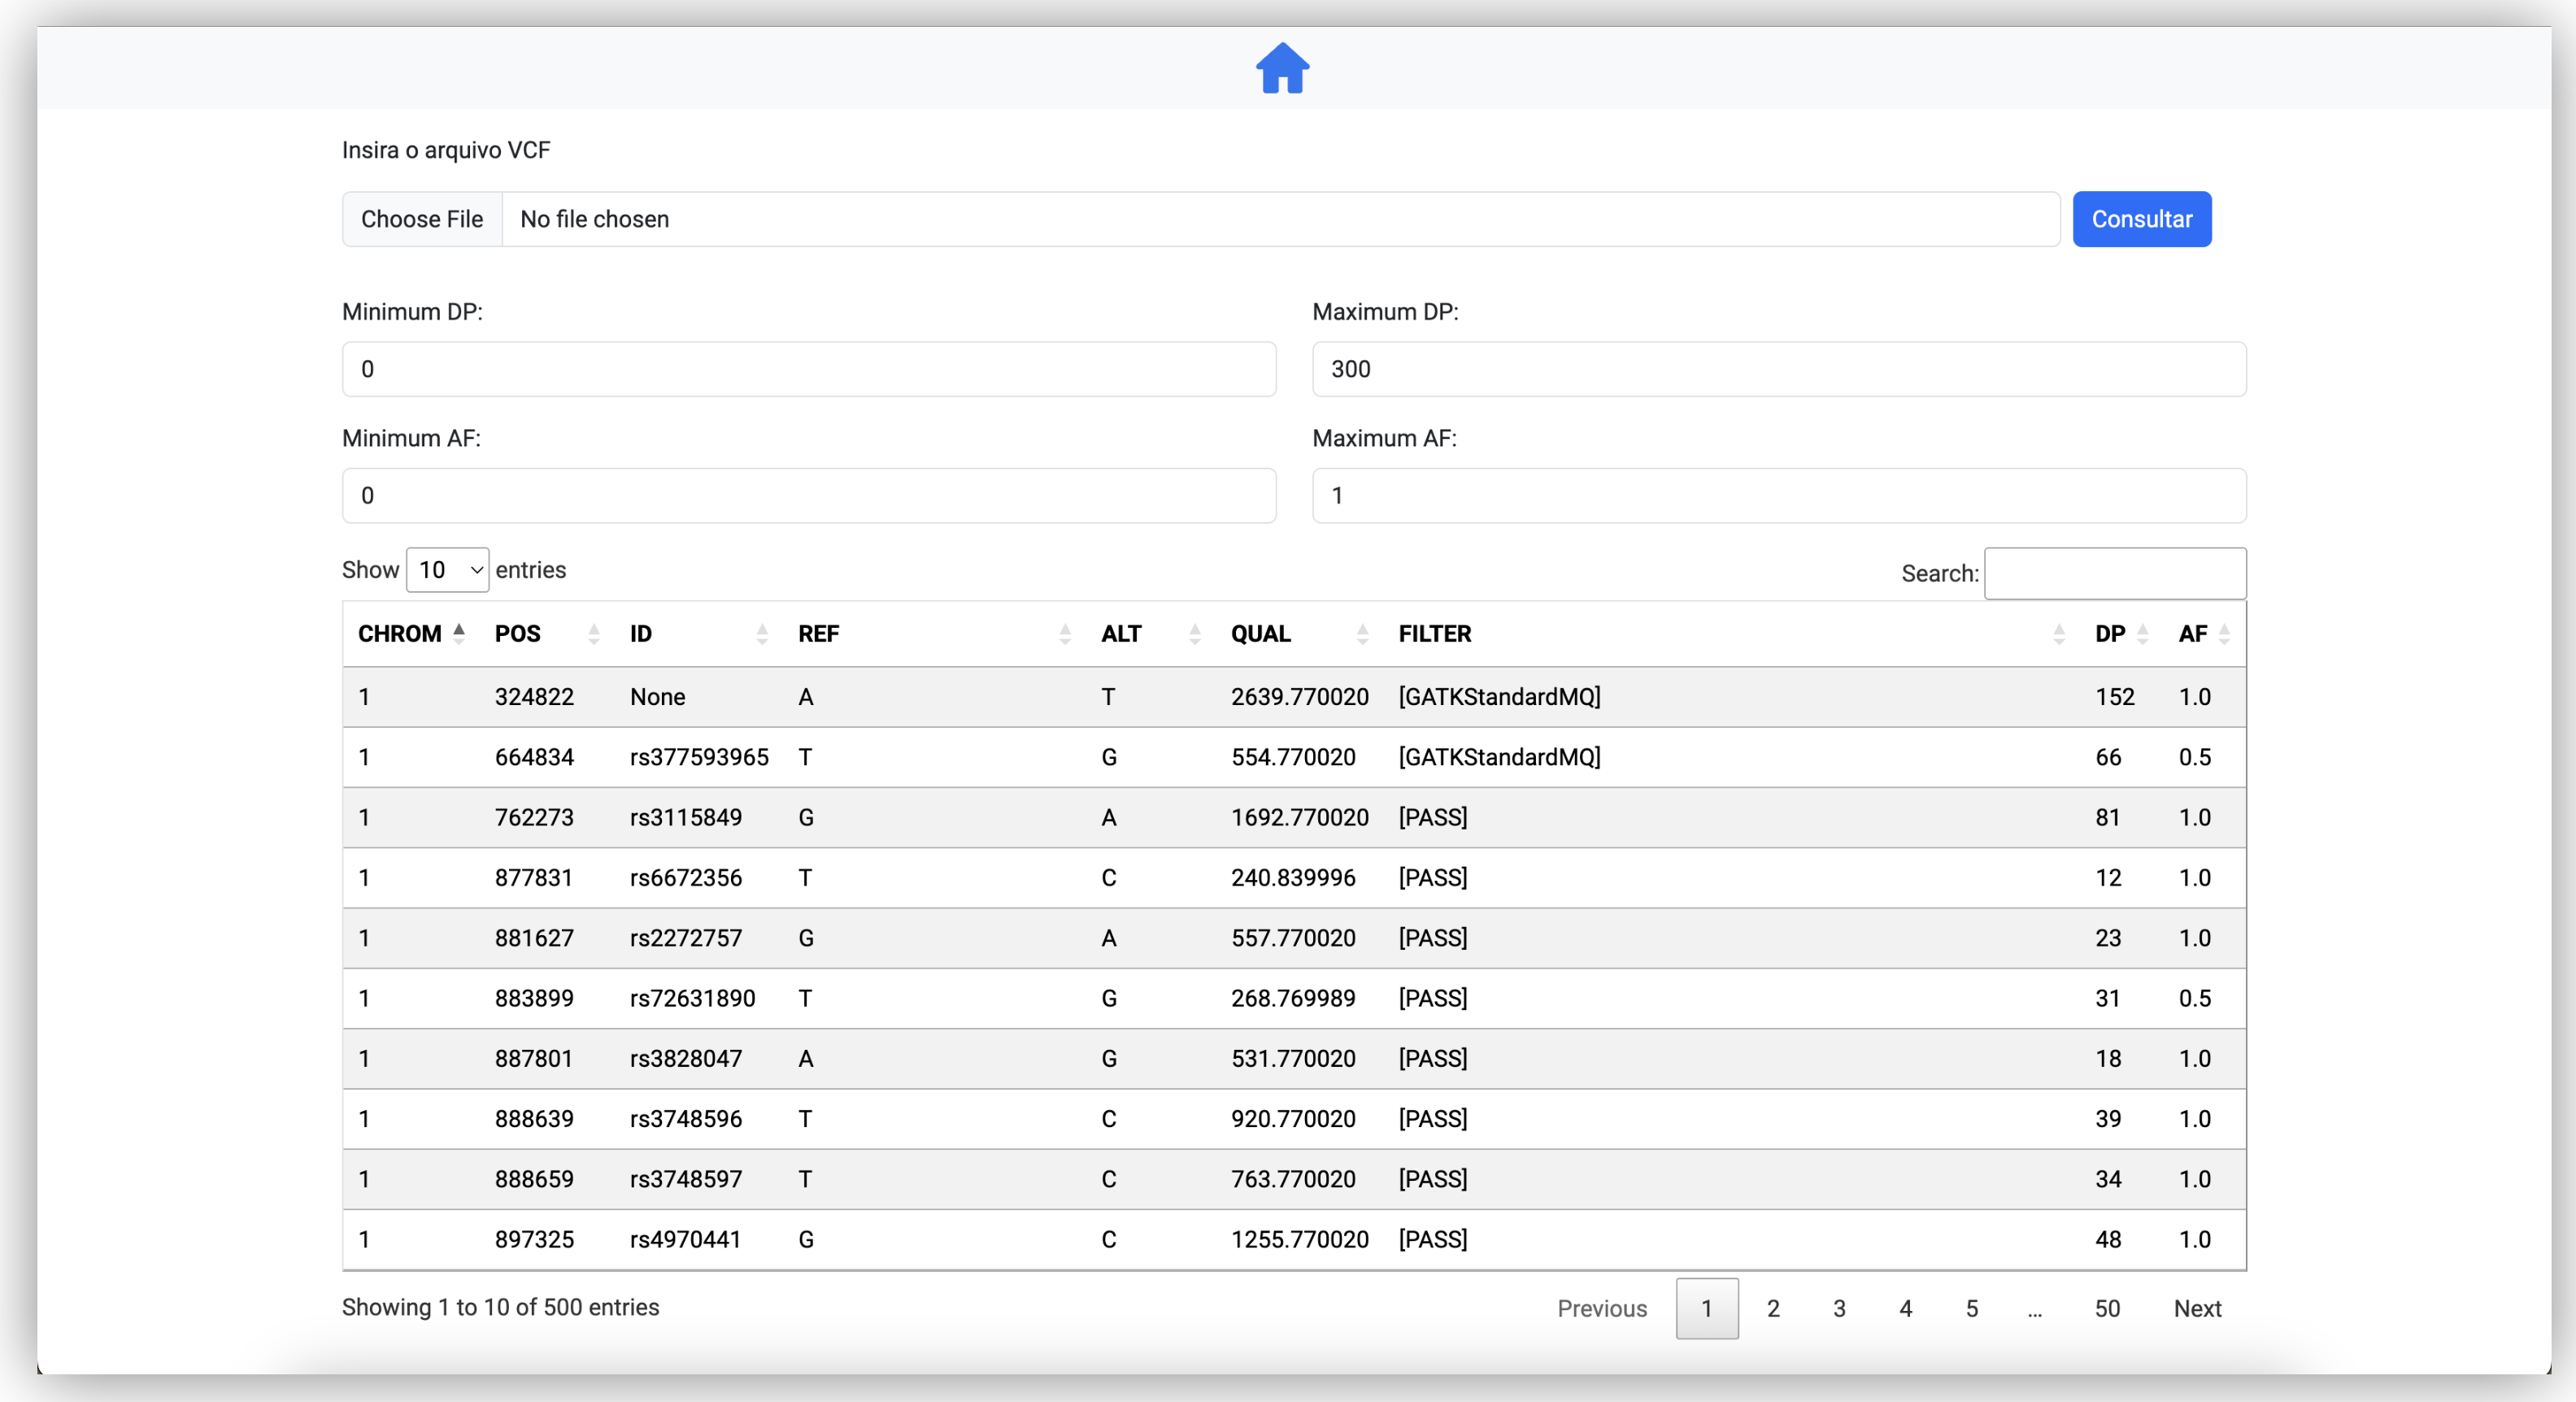 Insira o arquivo VCF
Choose File No file chosen Consultar
Minimum DP: Maximum DP:
0 300
Minimum AF: Maximum AF:
0 1
Show 10 entries Search:
CHROM POS ID REF ALT QUAL FILTER DP AF
1 324822 None A T 2639.770020 [GATKStandardMQ] 152 1.0
1 664834 rs377593965 T G 554.770020 [GATKStandardMQ] 66 0.5
1 762273 rs3115849 G A 1692.770020 [PASS] 81 1.0
1 877831 rs6672356 T C 240.839996 [PASS] 12 1.0
1 881627 rs2272757 G A 557.770020 [PASS] 23 1.0
1 883899 rs72631890 T G 268.769989 [PASS] 31 0.5
1 887801 rs3828047 A G 531.770020 [PASS] 18 1.0
1 888639 rs3748596 T C 920.770020 [PASS] 39 1.0
1 888659 rs3748597 T C 763.770020 [PASS] 34 1.0
1 897325 rs4970441 G C 1255.770020 [PASS] 48 1.0
Showing 1 to 10 of 500 entries Previous 1 2 3 4 5 ... 50 Next